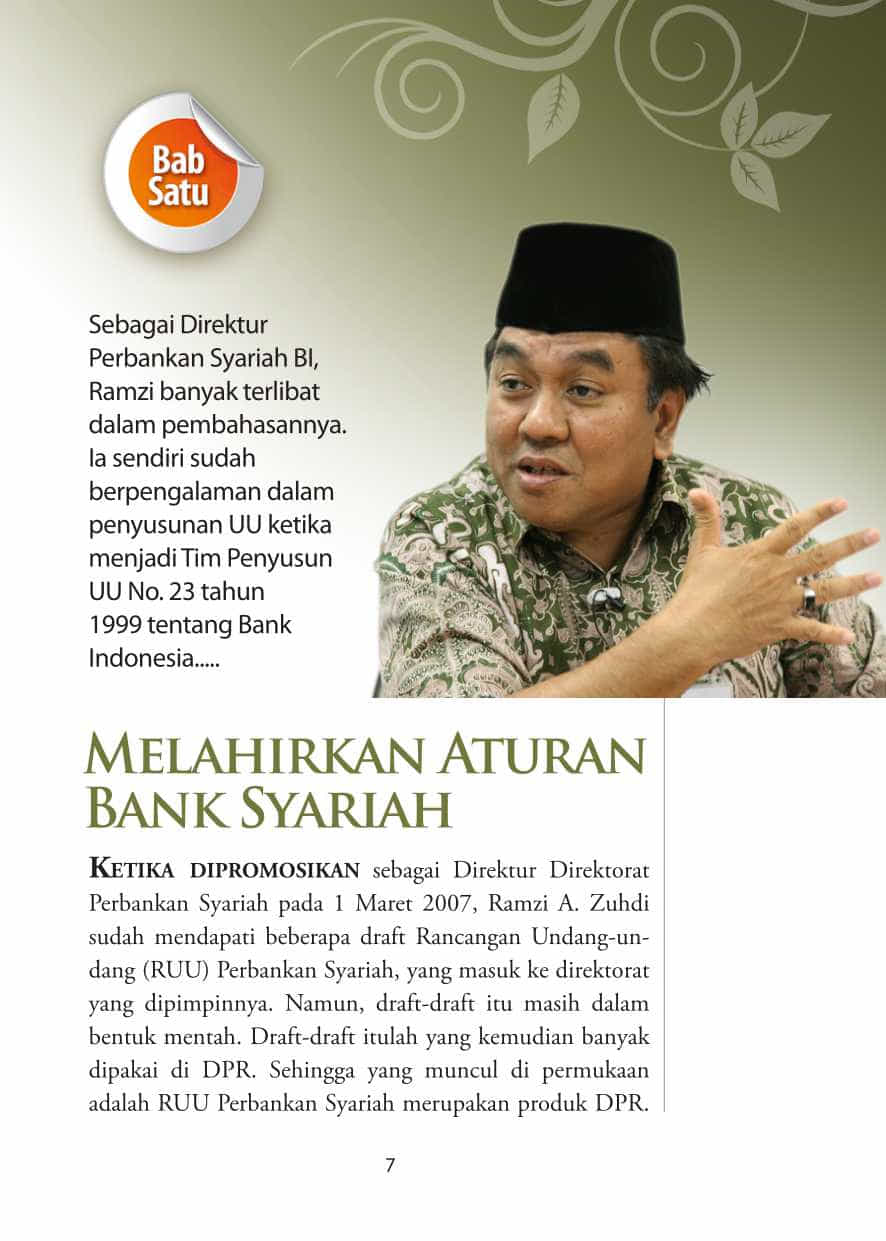 Bab
Satu
Sebagai Direktur
Perbankan Syariah BI,
Ramzi banyak terlibat
dalam pembahasannya.
Ia sendiri sudah
berpengalaman dalam
penyusunan UU ketika
menjadi Tim Penyusun
UU No. 23 tahun
1999 tentang Bank
Indonesia.....
MELAHIRKAN ATURAN
BANK SYARIAH
KETIKA DIPROMOSIKAN sebagai Direktur Direktorat
Perbankan Syariah pada 1 Maret 2007, Ramzi A. Zuhdi
sudah mendapati beberapa draft Rancangan Undang-un-
dang (RUU) Perbankan Syariah, yang masuk ke direktorat
yang dipimpinnya. Namun, draft-draft itu masih dalam
bentuk mentah. Draft-draft itulah yang kemudian banyak
dipakai di DPR. Sehingga yang muncul di permukaan
adalah RUU Perbankan Syariah merupakan produk DPR.
7